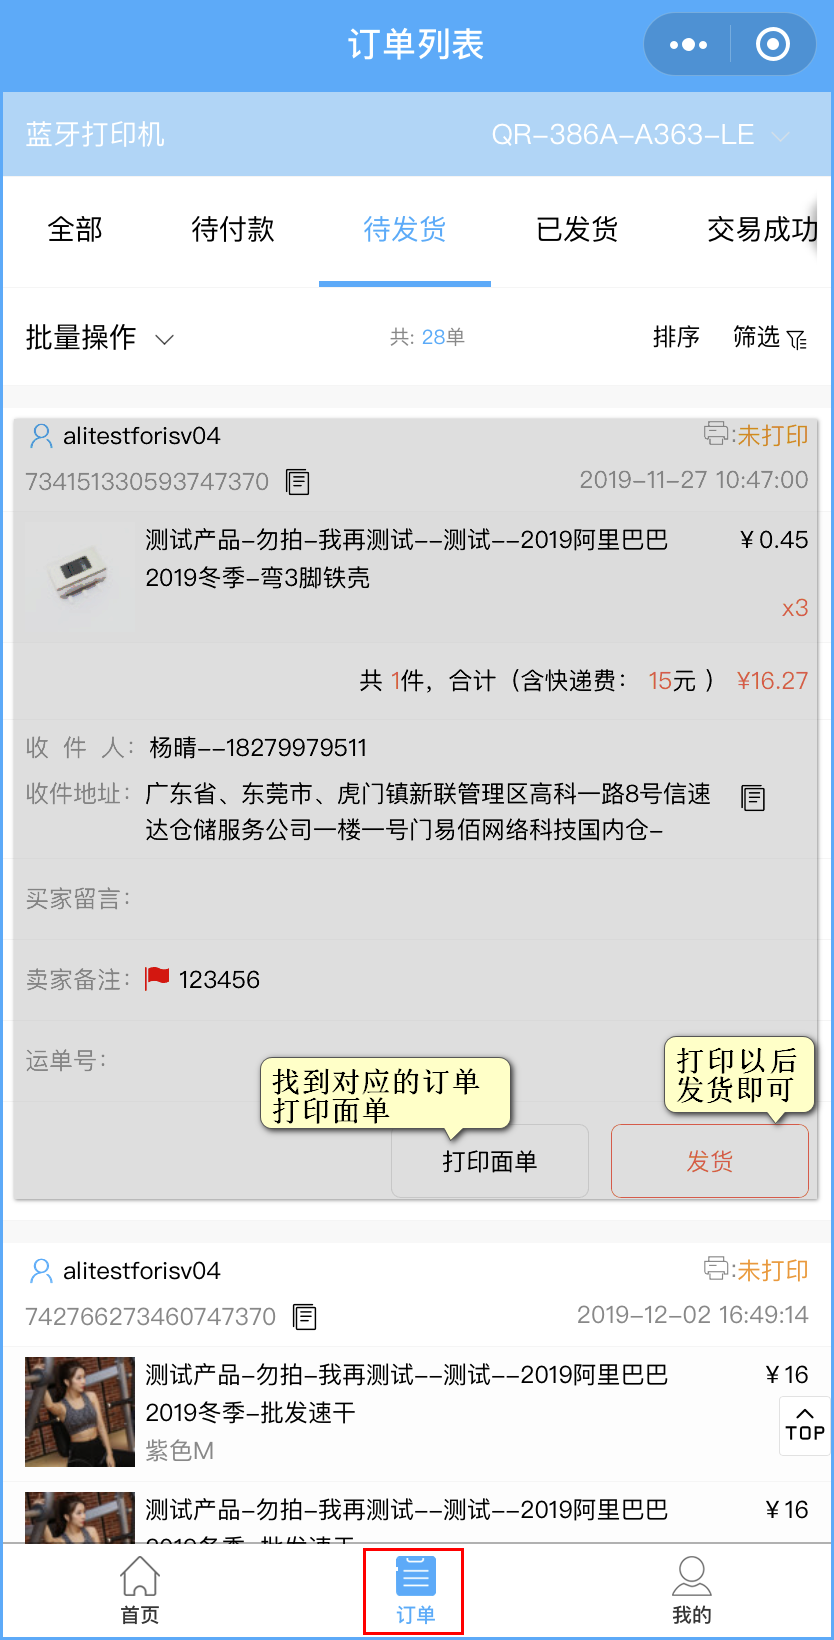 订单列表
蓝牙打印机 QR-386A-A363-LE
全部 待付款 待发货 已发货 交易成功
批量操作 共: 28单 排序 筛选
alitestforisv04 :未打印
734151330593747370 2019-11-27 10:47:00
测试产品-勿拍-我再测试--测试--2019阿里巴巴 ¥0.45
2019冬季-弯3脚铁壳
x3
共 1件，合计（含快递费： 15元 ） ¥16.27
收 件 人： 杨晴--18279979511
收件地址： 广东省、东莞市、虎门镇新联管理区高科一路8号信速
达仓储服务公司一楼一号门易佰网络科技国内仓-
买家留言：
卖家备注： 123456
运单号：
找到对应的订单
打印面单
打印以后
发货即可
打印面单 发货
alitestforisv04 :未打印
742766273460747370 2019-12-02 16:49:14
测试产品-勿拍-我再测试--测试--2019阿里巴巴 ¥16
2019冬季-批发速干
紫色M
TOP
测试产品-勿拍-我再测试--测试--2019阿里巴巴 ¥16
2019冬季-批发速干
首页 订单 我的